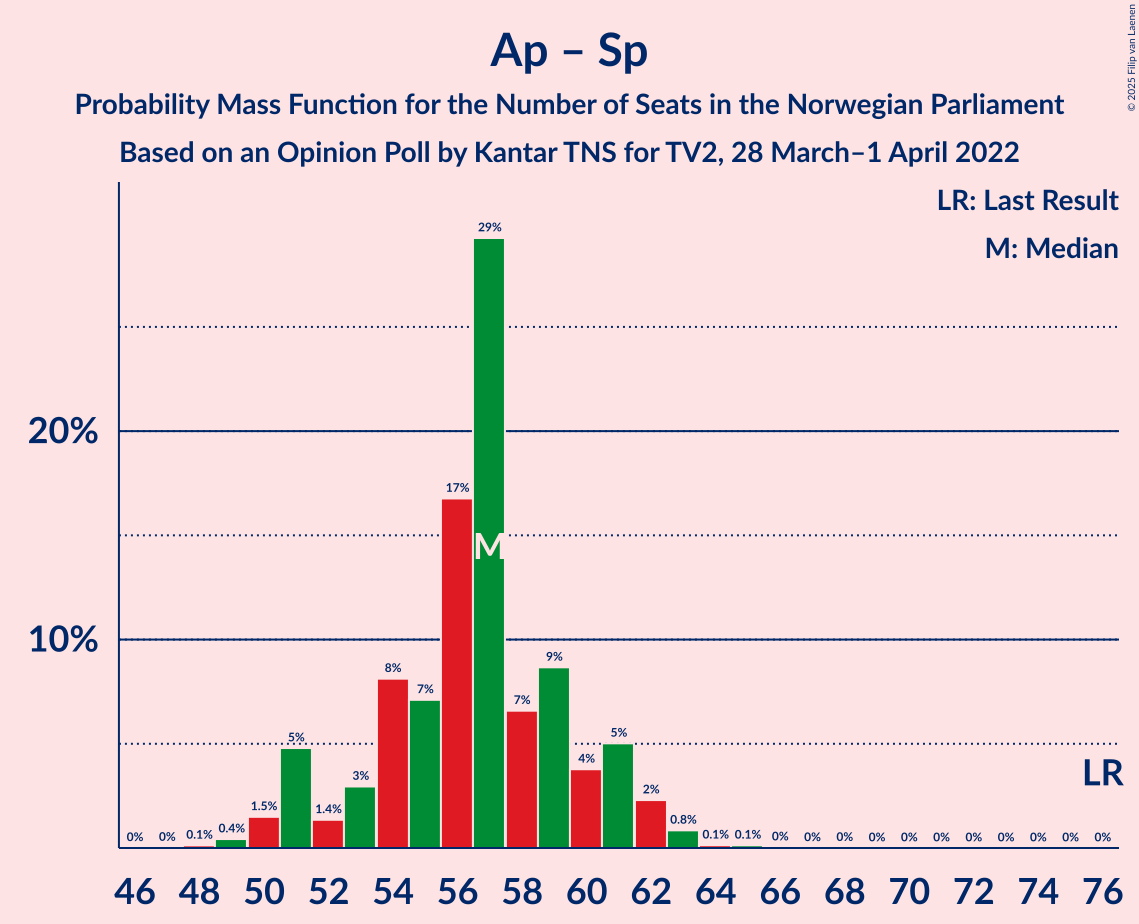 Ap – Sp
Probability Mass Function for the Number of Seats in the Norwegian Parliament
Based on an Opinion Poll by Kantar TNS for TV2, 28 March–1 April 2022
© 2025 Filip van Laenen
LR: Last Result
M: Median
20%
10%
0% 0% 0.1% 0.4% 1.5% 5% 1.4% 3% 8% 7% 17% 29% 7% 9% 4% 5% 2% 0.8% 0.1% 0.1% 0% 0% 0% 0% 0% 0% 0% 0% 0% 0% 0%
M
LR
46 48 50 52 54 56 58 60 62 64 66 68 70 72 74 76